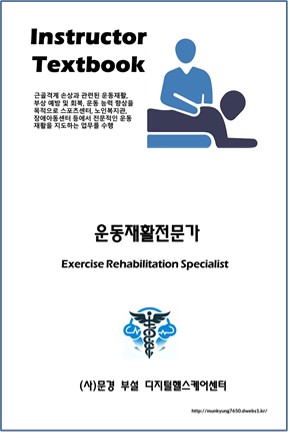 Instructor
Textbook
근골격계 손상과 관련된 운동재활,
부상 예방 및 회복, 운동 능력 향상을
목적으로 스포츠센터, 노인복지관,
장애아동센터 등에서 전문적인 운동
재활을 지도하는 업무를 수행
운동재활전문가
Exercise Rehabilitation Specialist
(사)문경 부설 디지털헬스케어센터
http://munkyung7650.dwebs1.kr/